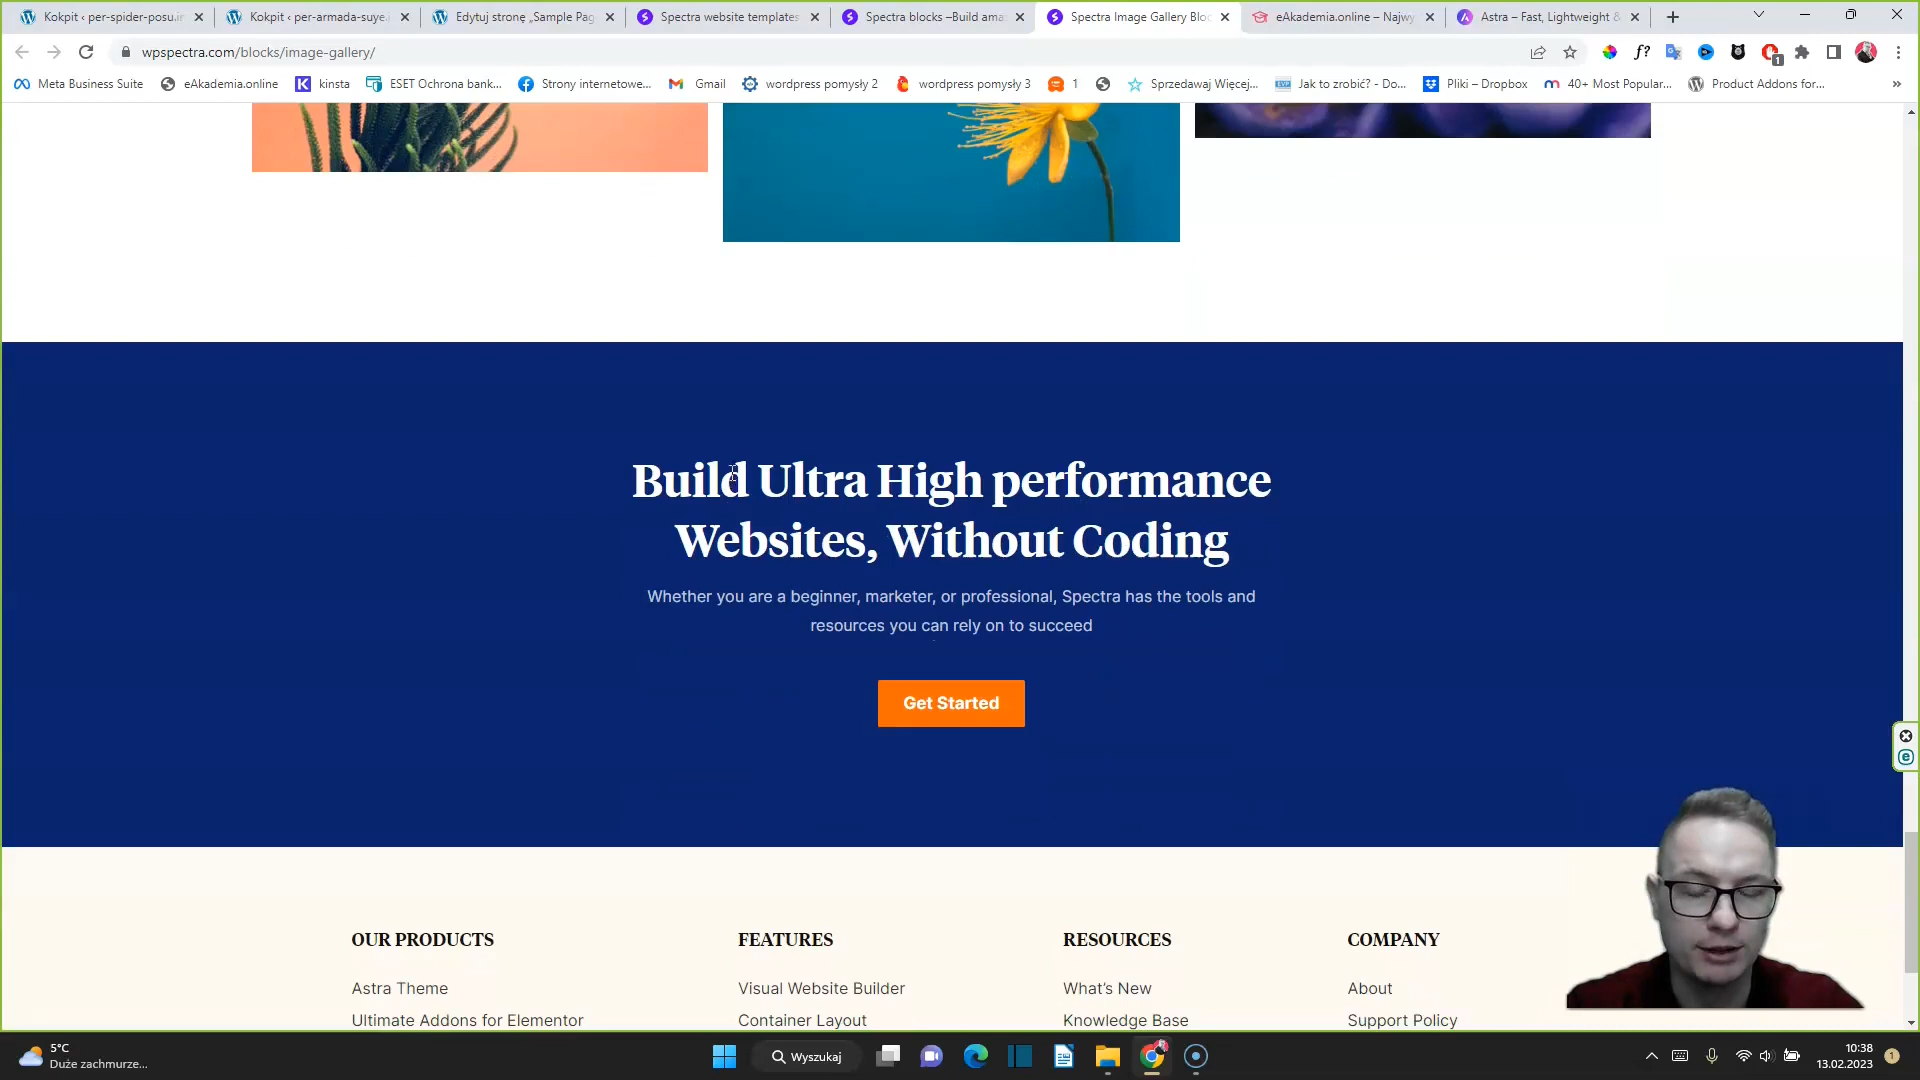 Kokpit ‹ per-spider-posu.in
Kokpit ‹ per-armada-suye.i
Edytuj stronę „Sample Pag
Spectra website templates
Spectra blocks –Build ama
Spectra Image Gallery Bloc
eAkademia.online – Najwy
Astra – Fast, Lightweight &
wpspectra.com/blocks/image-gallery/
Meta Business Suite
eAkademia.online
kinsta
ESET Ochrona bank...
Strony internetowe...
Gmail
wordpress pomysły 2
wordpress pomysły 3
1
Sprzedawaj Więcej...
Jak to zrobić? - Do...
Pliki – Dropbox
40+ Most Popular...
Product Addons for...
Build Ultra High performance
Websites, Without Coding
Whether you are a beginner, marketer, or professional, Spectra has the tools and
resources you can rely on to succeed
Get Started
OUR PRODUCTS
FEATURES
RESOURCES
COMPANY
Astra Theme
Visual Website Builder
What's New
About
Ultimate Addons for Elementor
Container Layout
Knowledge Base
Support Policy
5°C
Duże zachmurze...
Wyszukaj
10:38
13.02.2023
1